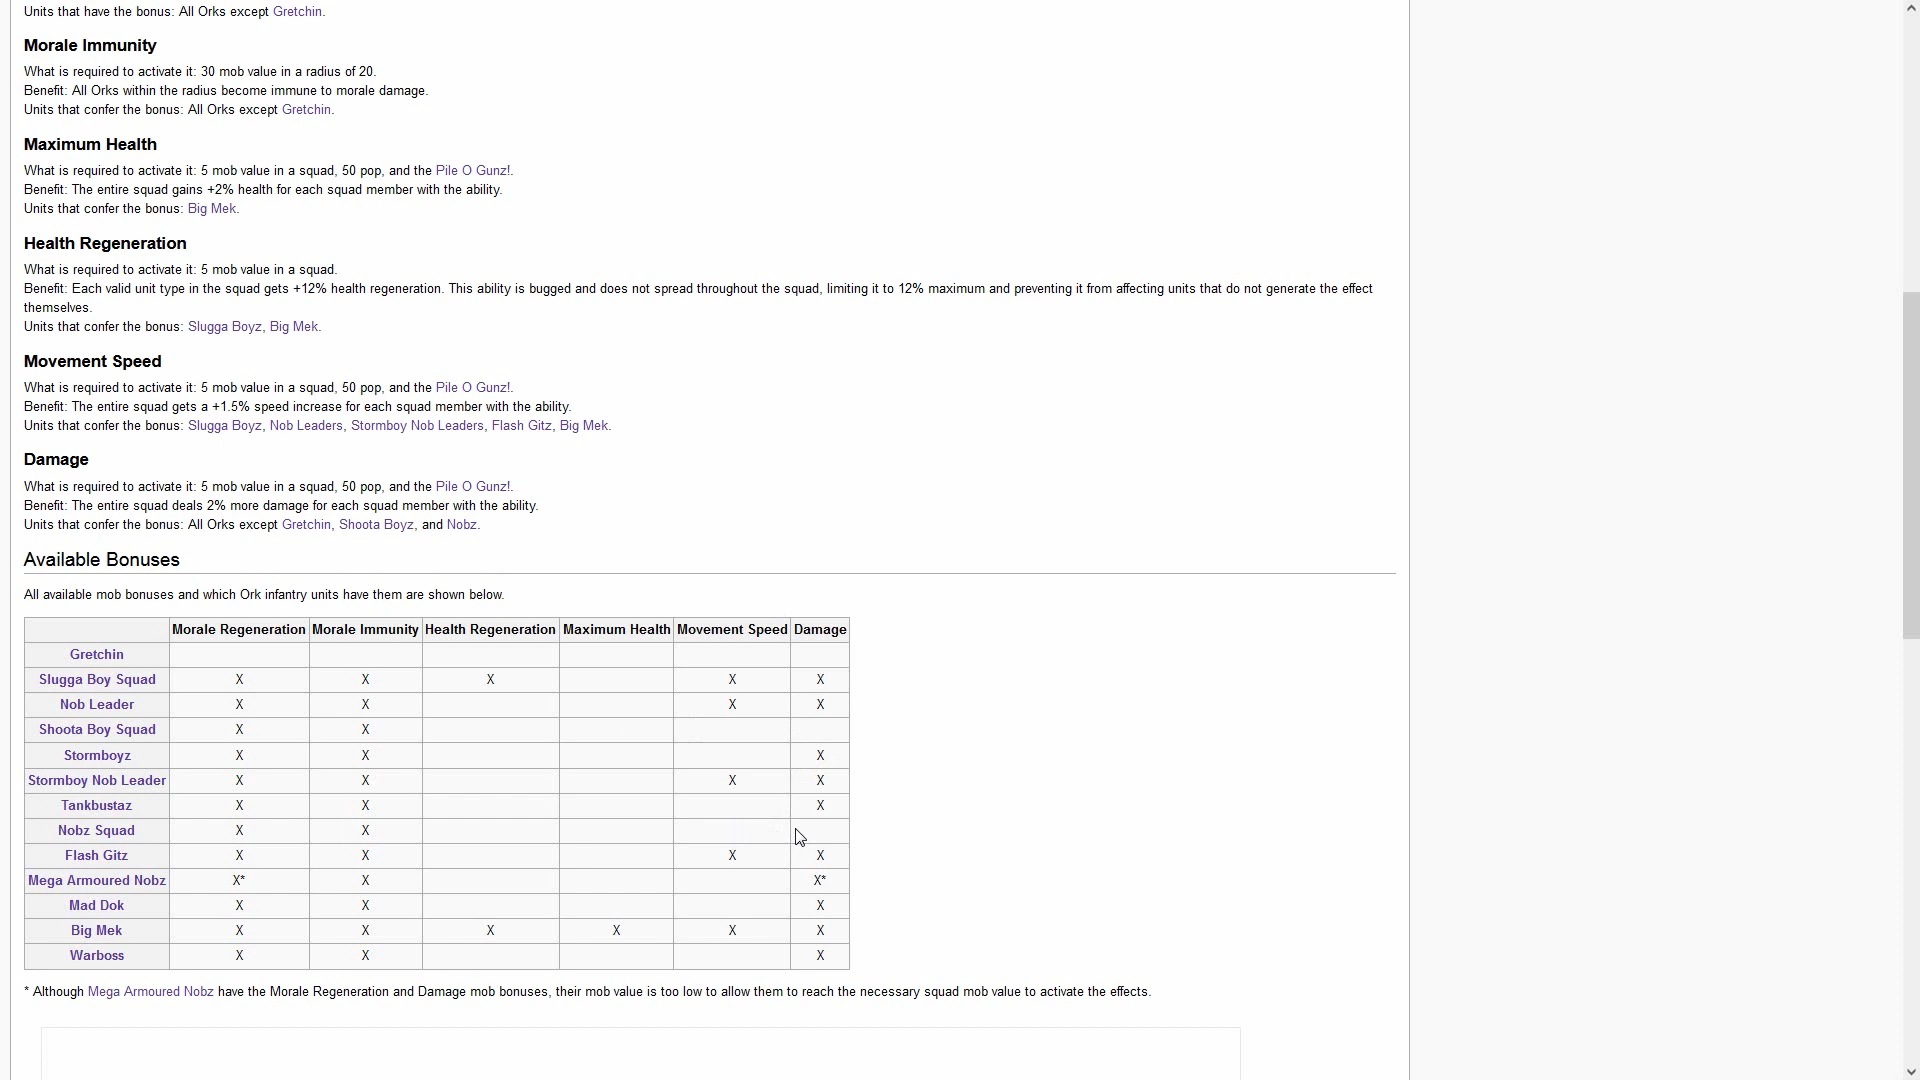 Units that have the bonus: All Orks except Gretchin.
Morale Immunity
What is required to activate it: 30 mob value in a radius of 20.
Benefit: All Orks within the radius become immune to morale damage.
Units that confer the bonus: All Orks except Gretchin.
Maximum Health
What is required to activate it: 5 mob value in a squad, 50 pop, and the Pile O Gunz!.
Benefit: The entire squad gains +2% health for each squad member with the ability.
Units that confer the bonus: Big Mek.
Health Regeneration
What is required to activate it: 5 mob value in a squad.
Benefit: Each valid unit type in the squad gets +12% health regeneration. This ability is bugged and does not spread throughout the squad, limiting it to 12% maximum and preventing it from affecting units that do not generate the effect
themselves.
Units that confer the bonus: Slugga Boyz, Big Mek.
Movement Speed
What is required to activate it: 5 mob value in a squad, 50 pop, and the Pile O Gunz!.
Benefit: The entire squad gets a +1.5% speed increase for each squad member with the ability.
Units that confer the bonus: Slugga Boyz, Nob Leaders, Stormboy Nob Leaders, Flash Gitz, Big Mek.
Damage
What is required to activate it: 5 mob value in a squad, 50 pop, and the Pile O Gunz!.
Benefit: The entire squad deals 2% more damage for each squad member with the ability.
Units that confer the bonus: All Orks except Gretchin, Shoota Boyz, and Nobz.
Available Bonuses
All available mob bonuses and which Ork infantry units have them are shown below.
Morale Regeneration Morale Immunity Health Regeneration Maximum Health Movement Speed Damage
Gretchin
Slugga Boy Squad X X X X X
Nob Leader X X X X
Shoota Boy Squad X X
Stormboyz X X X
Stormboy Nob Leader X X X X
Tankbustaz X X X
Nobz Squad X X
Flash Gitz X X X X
Mega Armoured Nobz X* X X*
Mad Dok X X X
Big Mek X X X X X X
Warboss X X X
* Although Mega Armoured Nobz have the Morale Regeneration and Damage mob bonuses, their mob value is too low to allow them to reach the necessary squad mob value to activate the effects.